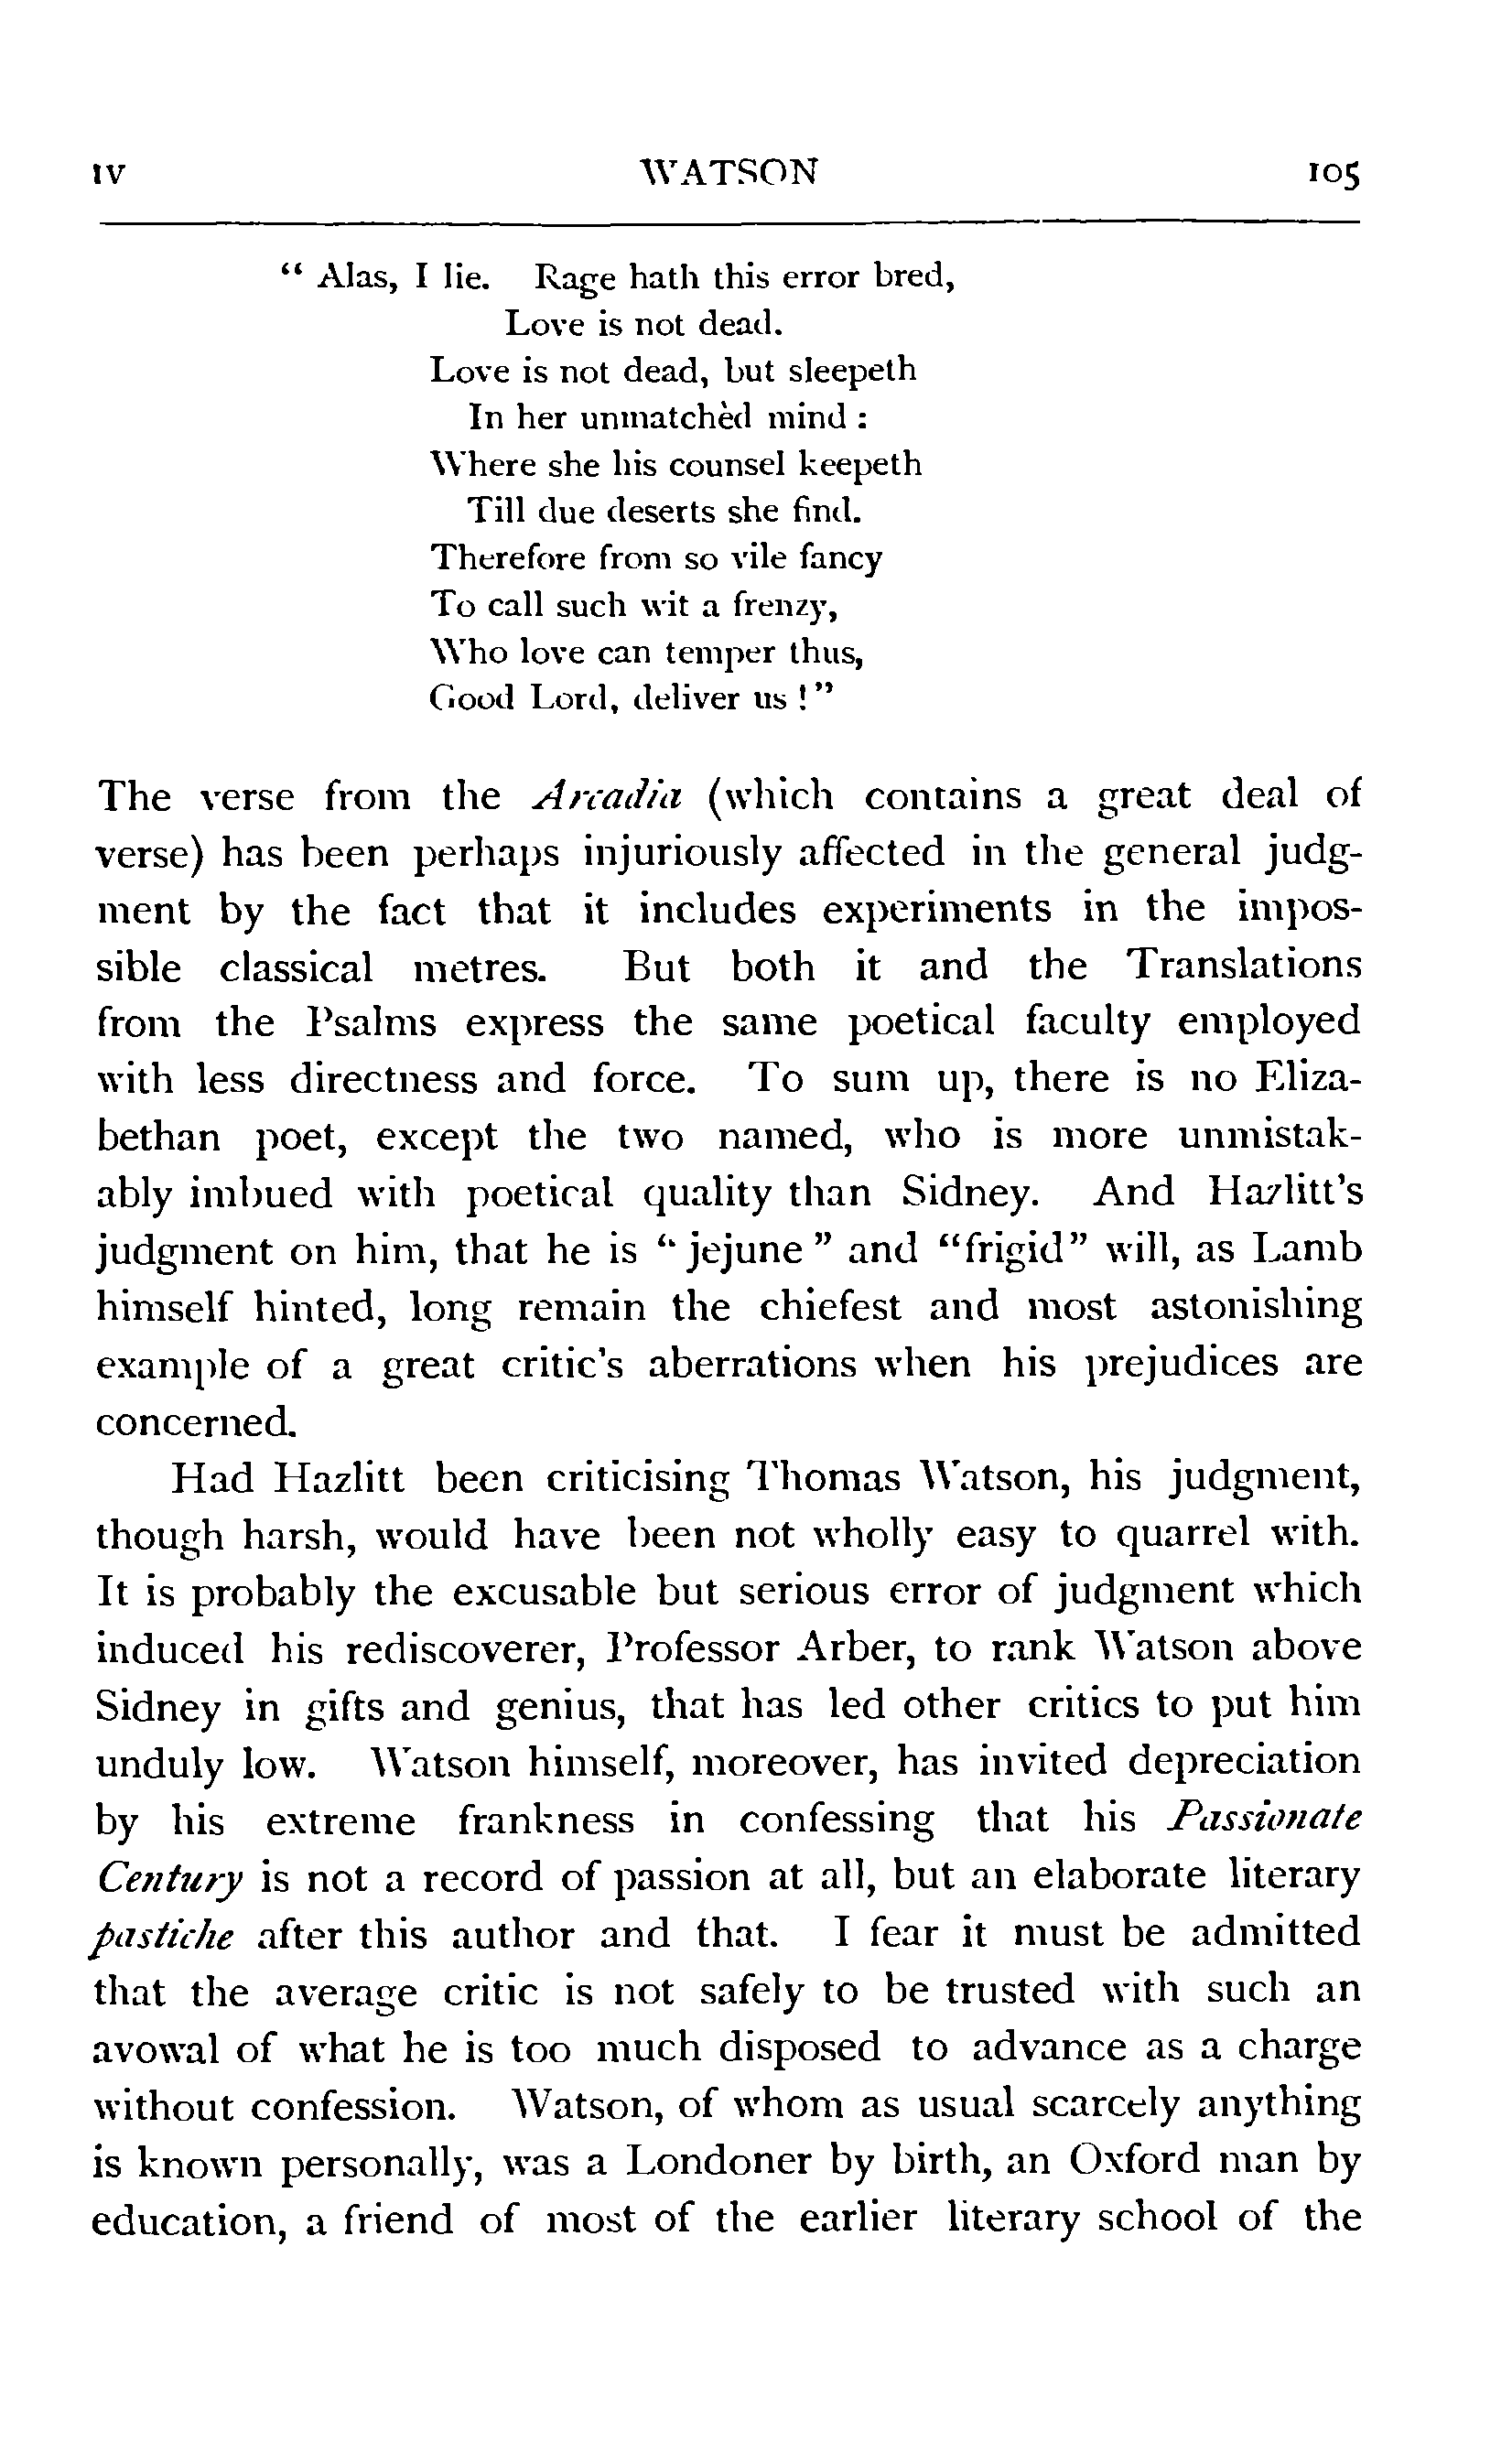 IV WATSON 105
“ Alas, I lie. Rage hath this error bred,
Love is not dead.
Love is not dead, but sleepeth
In her unmatchèd mind :
Where she his counsel keepeth
Till due deserts she find.
Therefore from so vile fancy
To call such wit a frenzy,
Who love can temper thus,
Good Lord, deliver us !”
The verse from the Arcadia (which contains a great deal of
verse) has been perhaps injuriously affected in the general judg-
ment by the fact that it includes experiments in the impos-
sible classical metres. But both it and the Translations
from the Psalms express the same poetical faculty employed
with less directness and force. To sum up, there is no Eliza-
bethan poet, except the two named, who is more unmistak-
ably imbued with poetical quality than Sidney. And Hazlitt’s
judgment on him, that he is “ jejune ” and “frigid” will, as Lamb
himself hinted, long remain the chiefest and most astonishing
example of a great critic’s aberrations when his prejudices are
concerned.
Had Hazlitt been criticising Thomas Watson, his judgment,
though harsh, would have been not wholly easy to quarrel with.
It is probably the excusable but serious error of judgment which
induced his rediscoverer, Professor Arber, to rank Watson above
Sidney in gifts and genius, that has led other critics to put him
unduly low. Watson himself, moreover, has invited depreciation
by his extreme frankness in confessing that his Passionate
Century is not a record of passion at all, but an elaborate literary
pastiche after this author and that. I fear it must be admitted
that the average critic is not safely to be trusted with such an
avowal of what he is too much disposed to advance as a charge
without confession. Watson, of whom as usual scarcely anything
is known personally, was a Londoner by birth, an Oxford man by
education, a friend of most of the earlier literary school of the